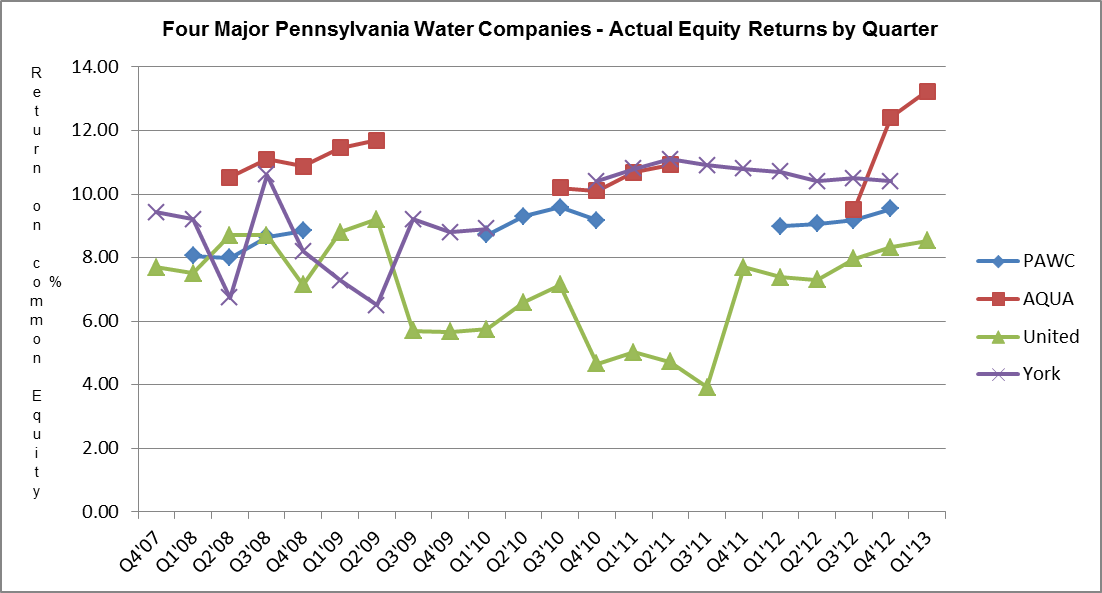 Four Major Pennsylvania Water Companies - Actual Equity Returns by Quarter
Return on common Equity
%
14.00
12.00
10.00
8.00
6.00
4.00
2.00
0.00
Q4'07
Q1'08
Q2'08
Q3'08
Q4'08
Q1'09
Q2'09
Q3'09
Q4'09
Q1'10
Q2'10
Q3'10
Q4'10
Q1'11
Q2'11
Q3'11
Q4'11
Q1'12
Q2'12
Q3'12
Q4'12
Q1'13
PAWC
AQUA
United
York